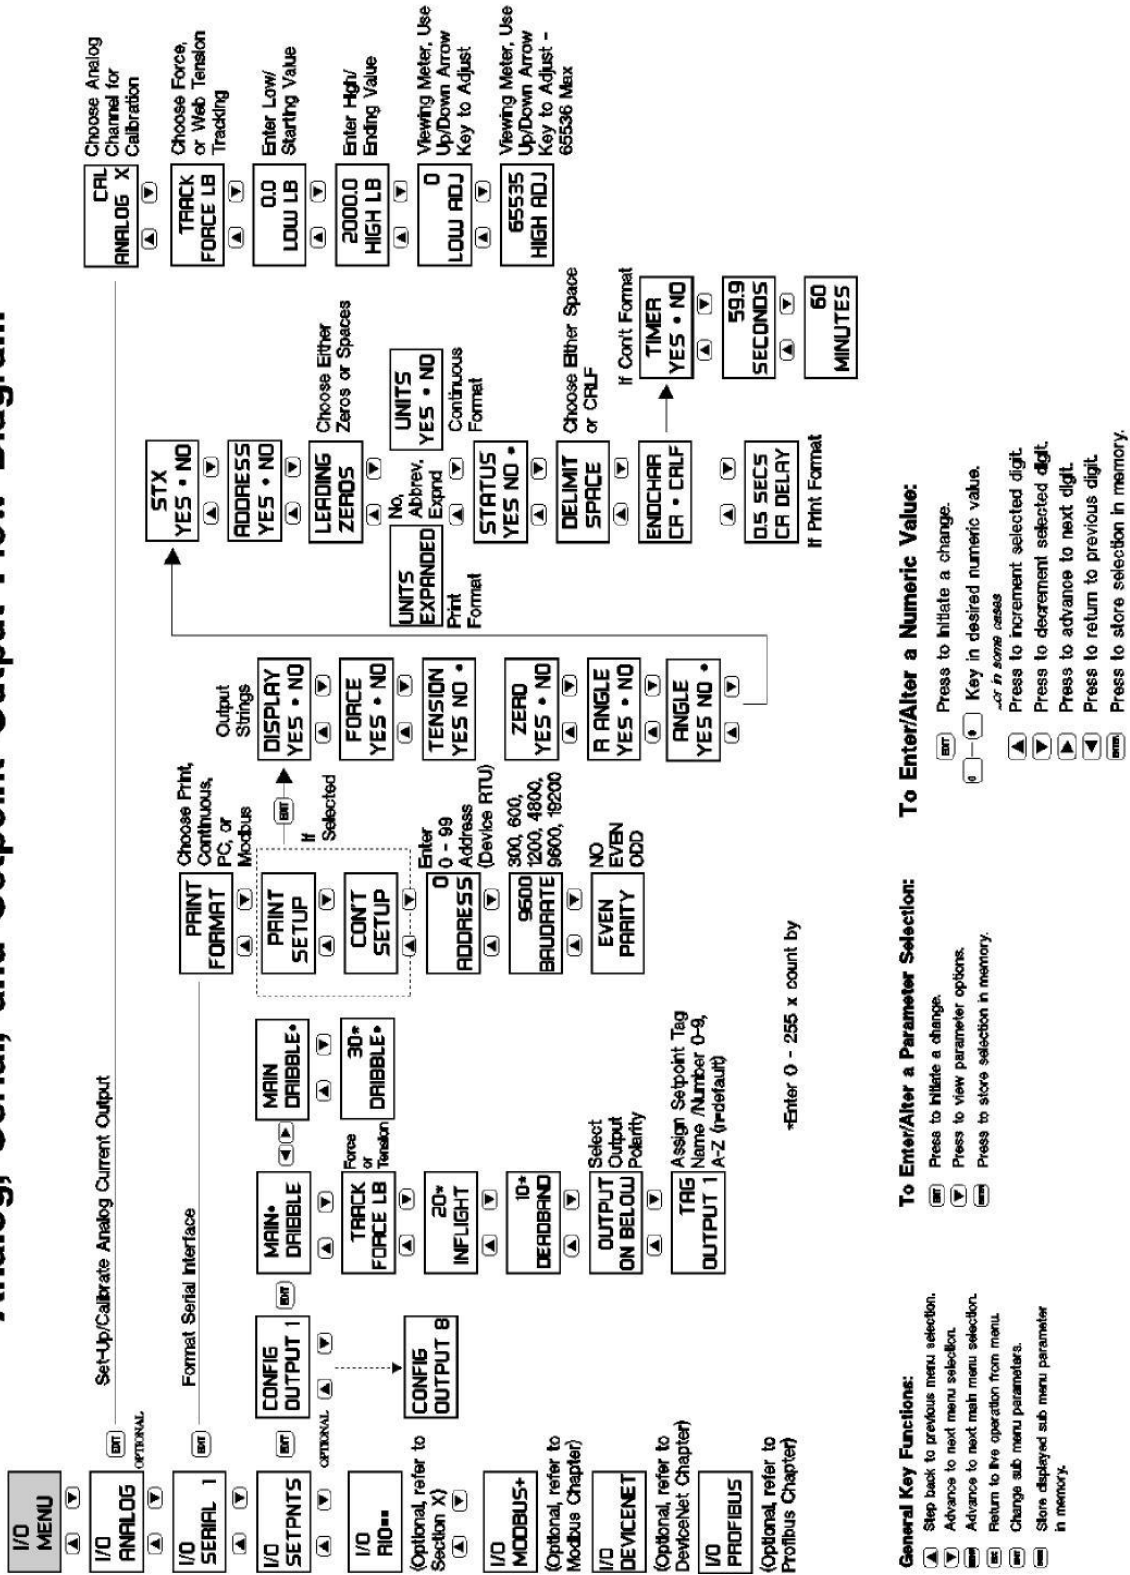 Analog, Serial, and Setpoint Output Flow Diagram
I/O
MENU
I/O
ANALOG
EXIT
OPTIONAL
Set-Up/Calibrate Analog Current Output
CAL
ANALOG X
Choose Analog
Channel for
Calibration
TRACK
FORCE LB
Choose Force,
or Web Tension
Tracking
0.0
LOW LB
Enter Low/
Starting Value
2000.0
HIGH LB
Enter High/
Ending Value
0
LOW ADJ
Viewing Meter, Use
Up/Down Arrow
Key to Adjust
65535
HIGH ADJ
Viewing Meter, Use
Up/Down Arrow
Key to Adjust -
65536 Max
I/O
SERIAL 1
Format Serial Interface
PRINT
FORMAT
Choose Print,
Continuous,
PC, or
Modbus
PRINT
SETUP
CON'T
SETUP
If
Selected
0
ADDRESS
Enter
0 - 99
Address
(Device RTU)
9600
BAUDRATE
300, 600,
1200, 4800,
9600, 19200
EVEN
PARITY
NO
EVEN
ODD
Output
Strings
DISPLAY
YES • NO
FORCE
YES • NO
TENSION
YES NO •
ZERO
YES • NO
R ANGLE
YES • NO
ANGLE
YES NO •
STX
YES • NO
ADDRESS
YES • NO
LEADING
ZEROS
Choose Either
Zeros or Spaces
UNITS
EXPANDED
Print
Format
No,
Abbrev,
Expnd
UNITS
YES • NO
Continuous
Format
STATUS
YES NO •
DELIMIT
SPACE
Choose Either Space
or CRLF
ENDCHAR
CR • CRLF
0.5 SECS
CR DELAY
If Print Format
If Con't Format
TIMER
YES • NO
59.9
SECONDS
60
MINUTES
I/O
SETPNTS
OPTIONAL
CONFIG
OUTPUT 1
CONFIG
OUTPUT 8
MAIN•
DRIBBLE
MAIN
DRIBBLE•
30*
DRIBBLE•
TRACK
FORCE LB
Force
or
Tension
20*
INFLIGHT
10*
DEADBAND
OUTPUT
ON BELOW
Select
Output
Polarity
TAG
OUTPUT 1
Assign Setpoint Tag
Name /Number 0-9,
A-Z (n=default)
*Enter 0 - 255 x count by
I/O
RIO
(Optional, refer to
Section X)
I/O
MODBUS+
(Optional, refer to
Modbus Chapter)
I/O
DEVICENET
(Optional, refer to
DeviceNet Chapter)
I/O
PROFIBUS
(Optional, refer to
Profibus Chapter)
General Key Functions:
Step back to previous menu selection.
Advance to next menu selection.
Advance to next main menu selection.
Return to live operation from menu.
Change sub menu parameters.
Store displayed sub menu parameter
in memory.
To Enter/Alter a Parameter Selection:
Press to initiate a change.
Press to view parameter options.
Press to store selection in memory.
To Enter/Alter a Numeric Value:
Press to initiate a change.
Key in desired numeric value.
...or in some cases
Press to increment selected digit.
Press to decrement selected digit.
Press to advance to next digit.
Press to return to previous digit.
Press to store selection in memory.